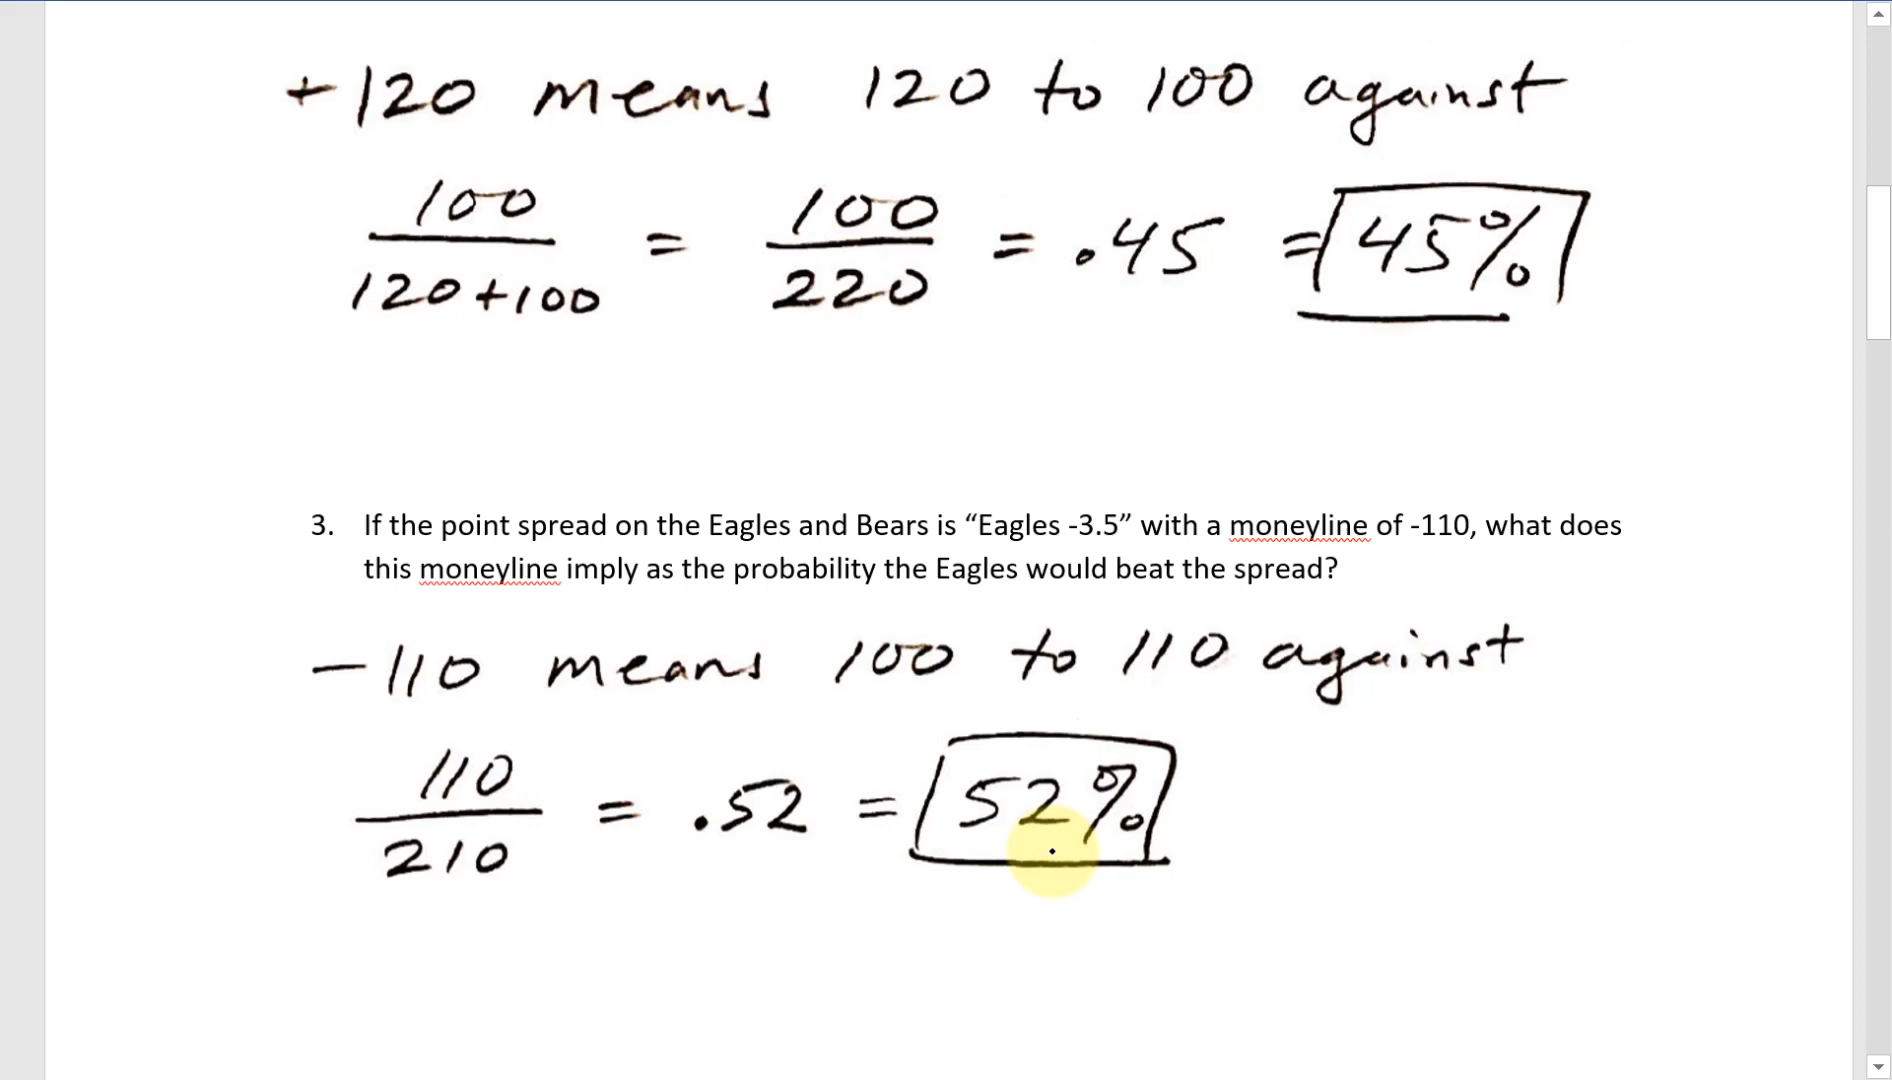 +120 means 120 to 100 against
100/120+100 = 100/220 = .45 = 45%
3. If the point spread on the Eagles and Bears is “Eagles -3.5” with a moneyline of -110, what does
this moneyline imply as the probability the Eagles would beat the spread?
-110 means 100 to 110 against
110/210 = .52 = 52%